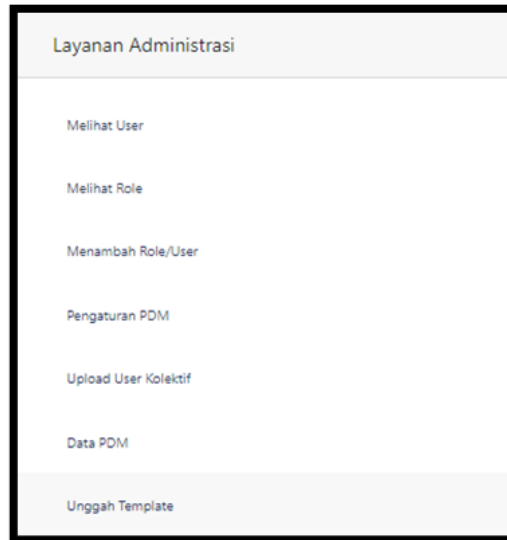 Layanan Administrasi
Melihat User
Melihat Role
Menambah Role/User
Pengaturan PDM
Upload User Kolektif
Data PDM
Unggah Template